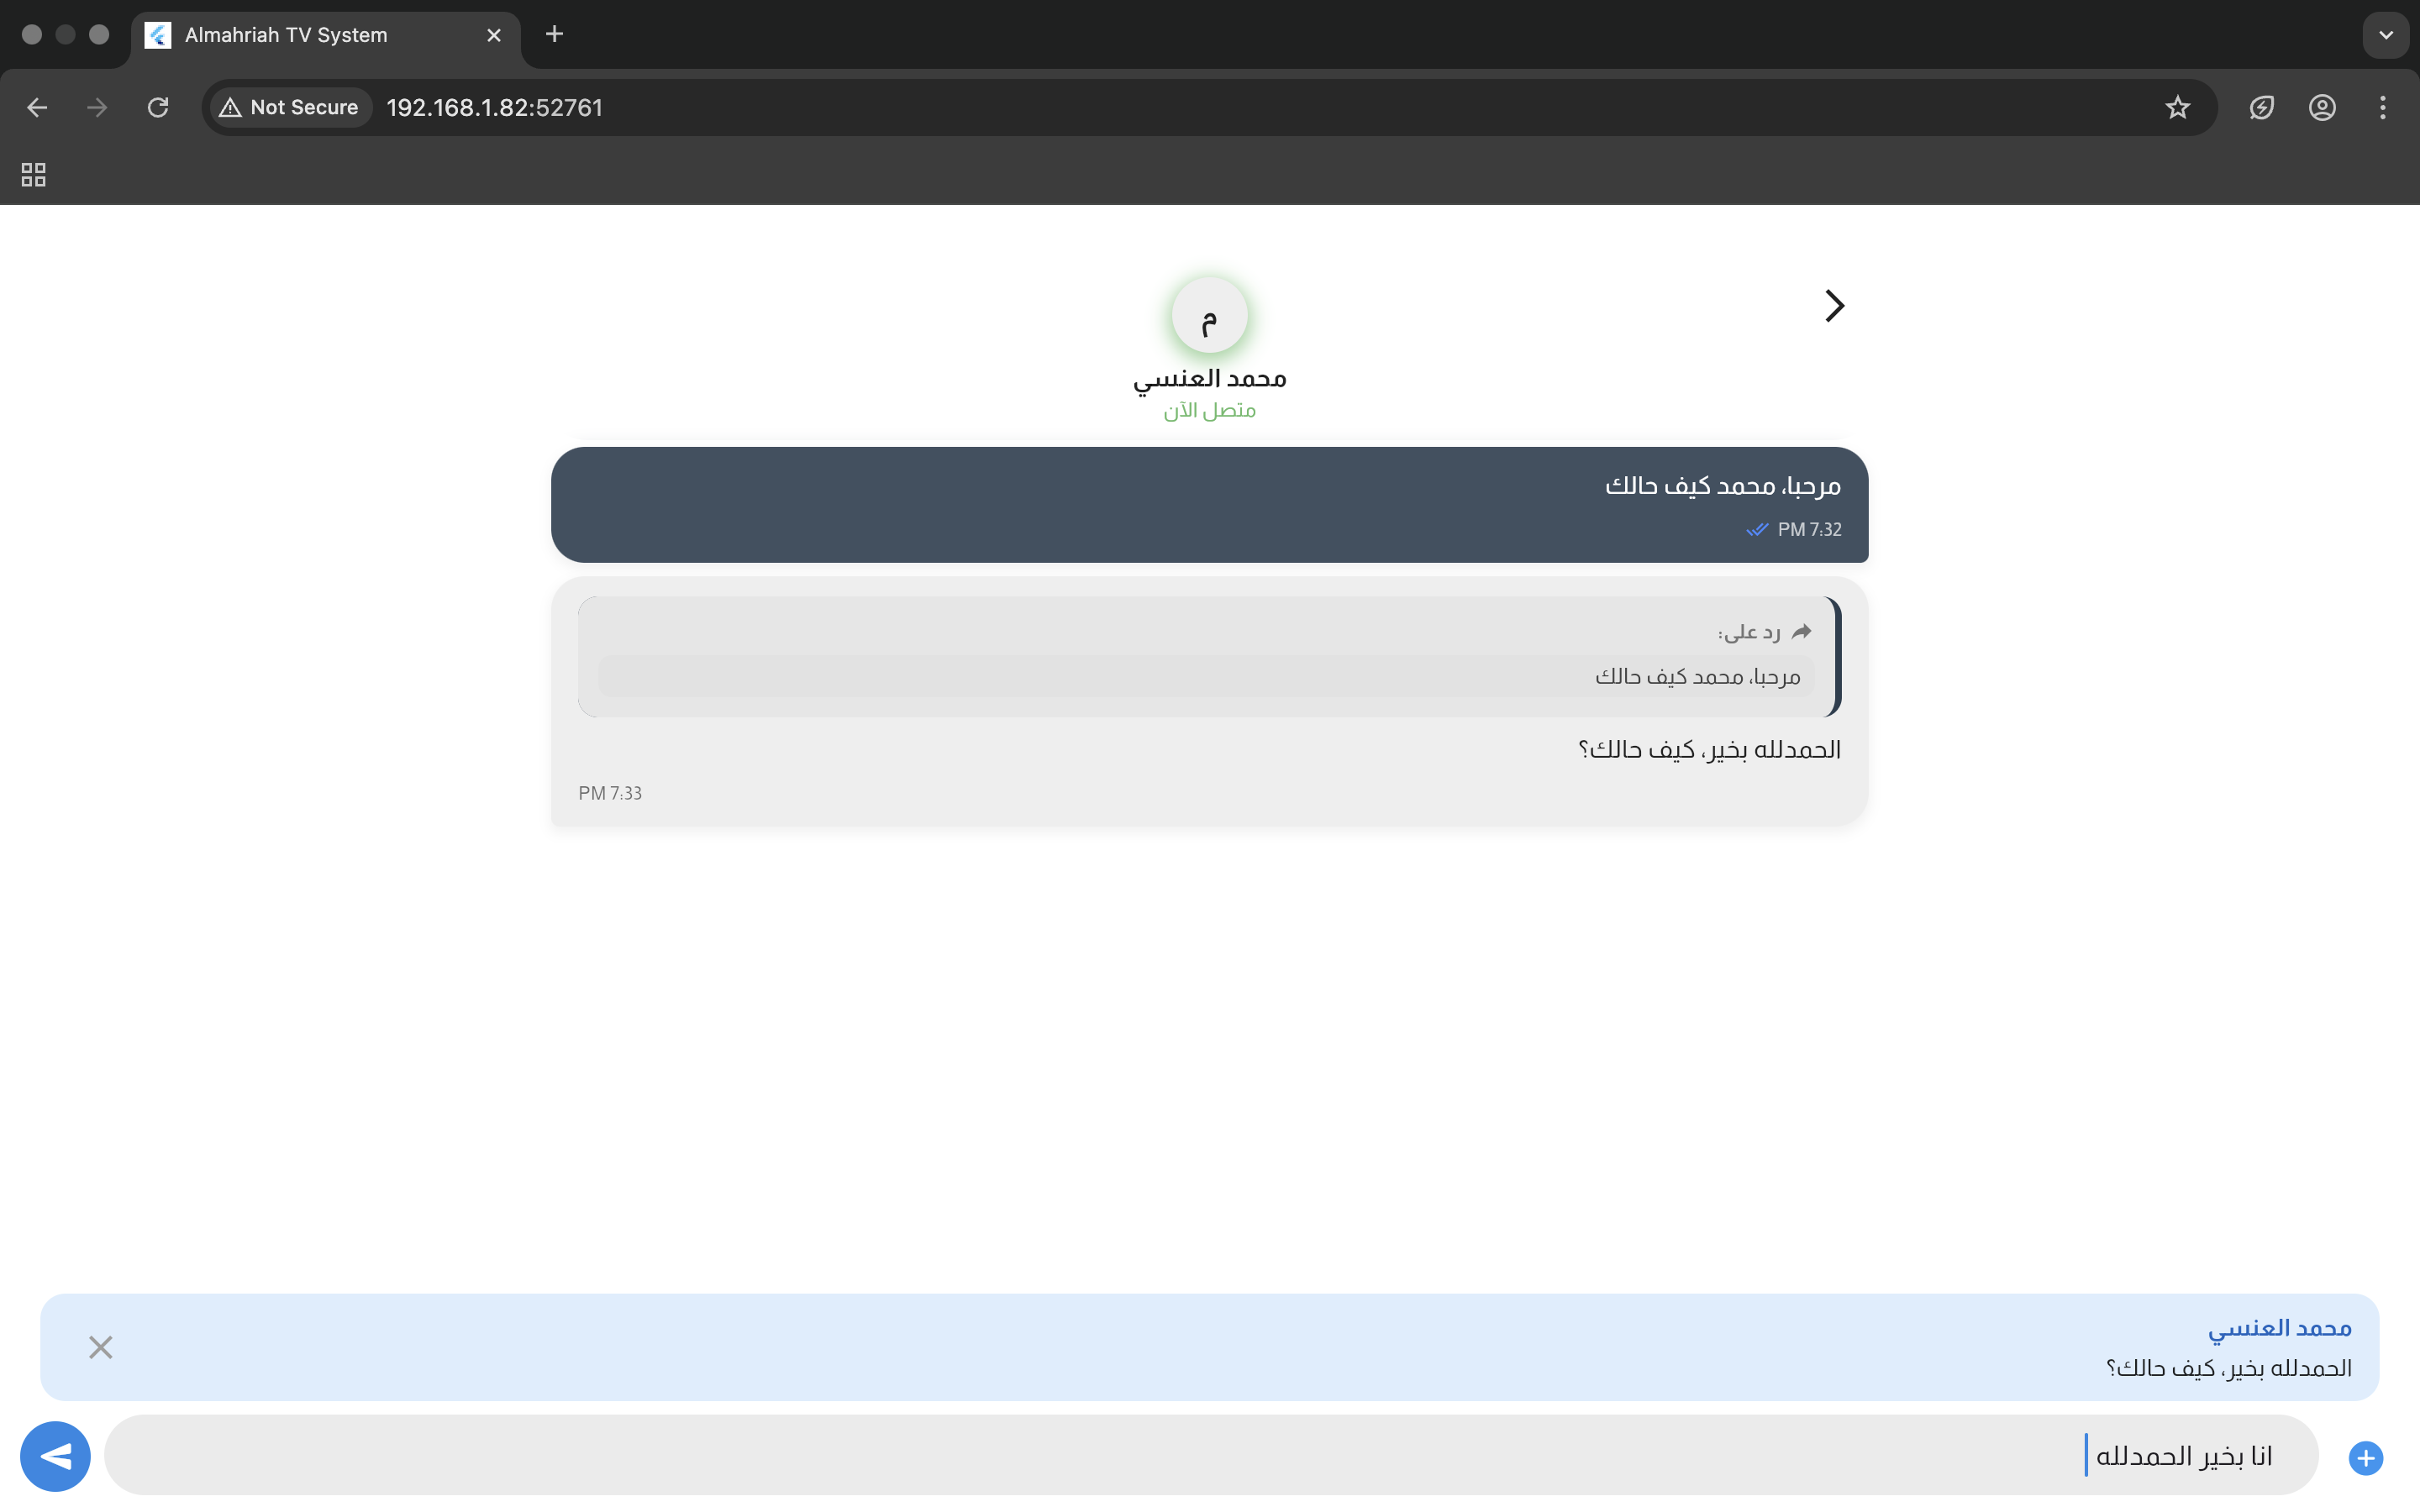 Almahriah TV System
Not Secure
192.168.1.82:52761
م
محمد العنسي
متصل الآن
مرحبا، محمد كيف حالك
7:32 PM
رد على:
مرحبا، محمد كيف حالك
الحمدلله بخير، كيف حالك؟
7:33 PM
محمد العنسي
الحمدلله بخير، كيف حالك؟
انا بخير الحمدلله